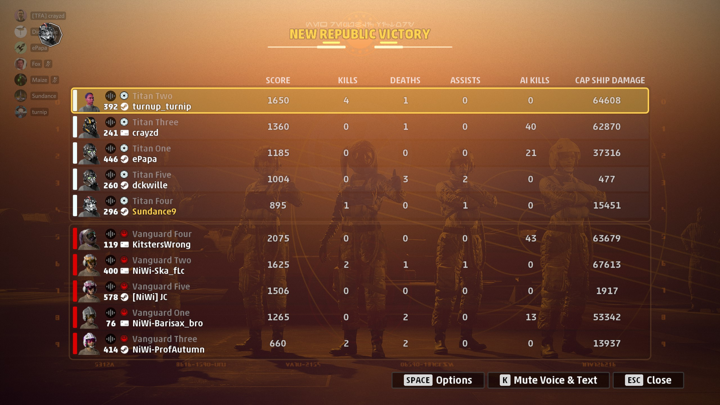 [TFA] crayzd
ePapa
Sundance
turnip
NEW REPUBLIC VICTORY
SCORE KILLS DEATHS ASSISTS AI KILLS CAP SHIP DAMAGE
Titan Two
392 turnup_turnip 1650 4 1 0 0 64608
Titan Three
241 crayzd 1360 0 1 0 40 62870
Titan One
446 ePapa 1185 0 0 0 21 37316
Titan Five
260 dckwille 1004 0 3 2 0 477
Titan Four
296 Sundance9 895 1 0 1 0 15451
Vanguard Four
119 KitstersWrong 2075 0 0 0 43 63679
Vanguard Two
400 NiWi-Ska_fLc 1625 2 1 1 0 67613
Vanguard Five
578 [NiWi] JC 1506 0 0 0 0 1917
Vanguard One
76 NiWi-Barisax_bro 1265 0 2 0 13 53342
Vanguard Three
414 NiWi-ProfAutumn 660 2 2 0 0 13937
SPACE Options K Mute Voice & Text ESC Close